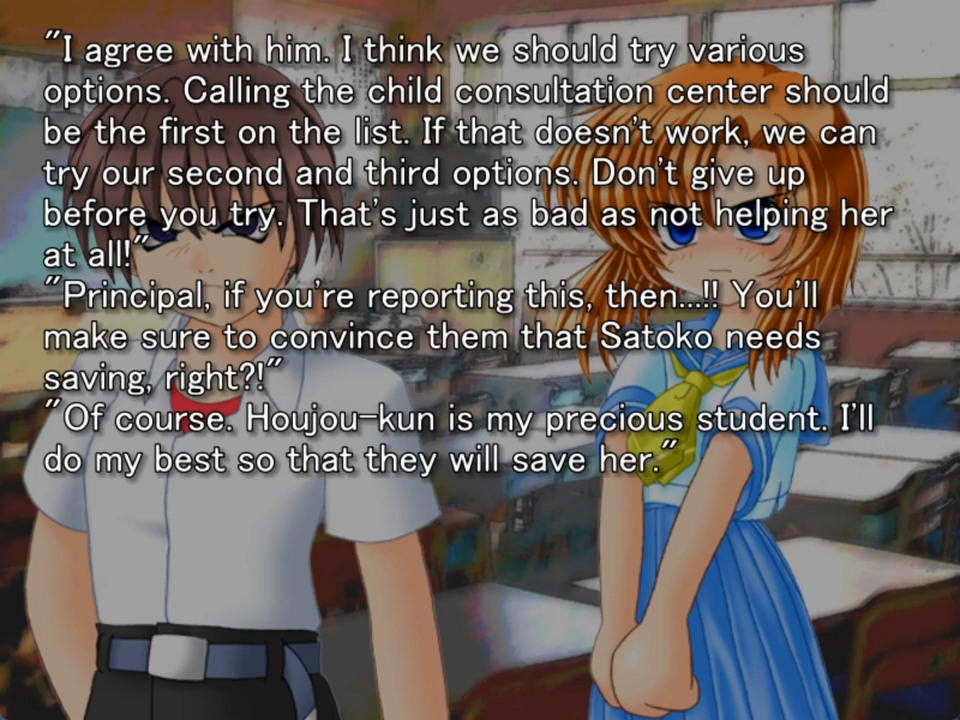 "I agree with him. I think we should try various
options. Calling the child consultation center should
be the first on the list. If that doesn't work, we can
try our second and third options. Don't give up
before you try. That's just as bad as not helping her
at all!"
"Principal, if you're reporting this, then...!! You'll
make sure to convince them that Satoko needs
saving, right?!"
"Of course. Houjou-kun is my precious student. I'll
do my best so that they will save her."